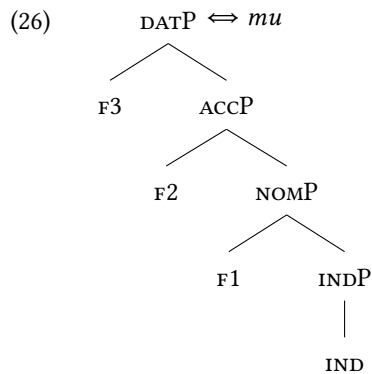 (26) DATP ⇔ mu
F3 ACCP
F2 NOMP
F1 INDP
IND